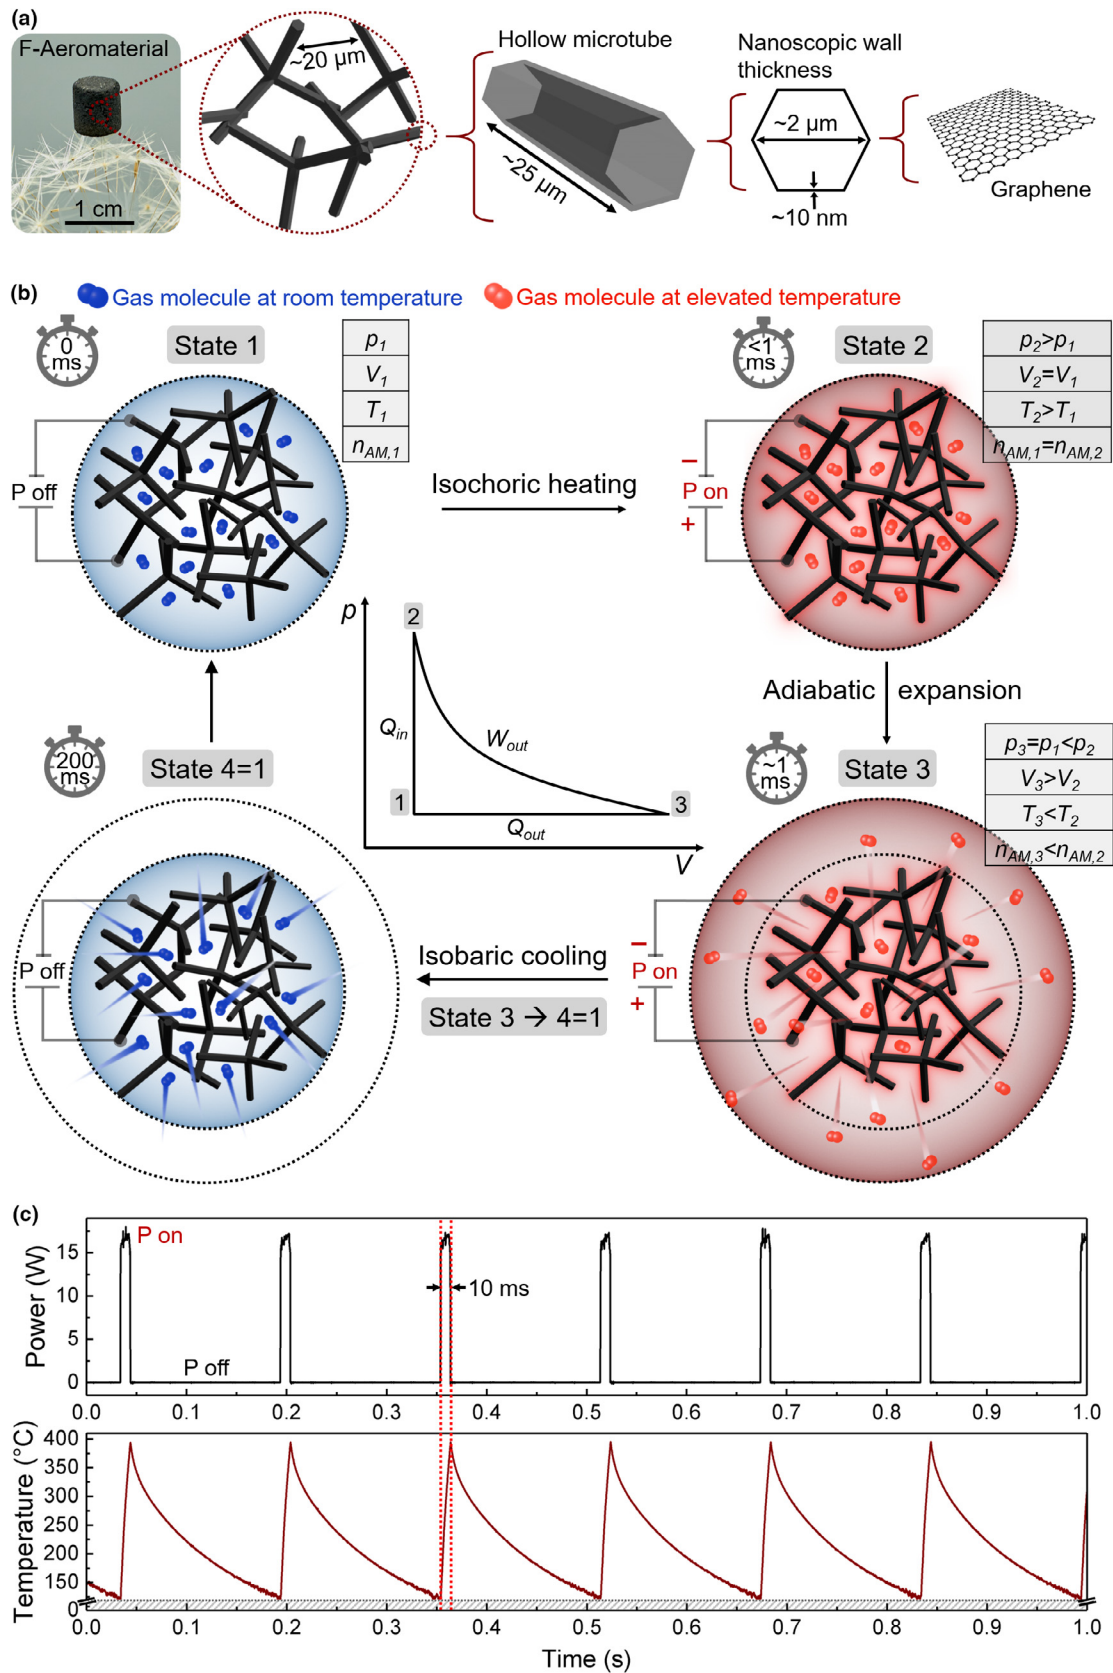 (a)
F-Aeromaterial
1 cm
~20 µm
Hollow microtube
~25 µm
Nanoscopic wall
thickness
~2 µm
~10 nm
Graphene
(b)
Gas molecule at room temperature
Gas molecule at elevated temperature
0
ms
State 1
p1
V1
T1
nAM,1
P off
Isochoric heating
<1
ms
State 2
p2>p1
V2=V1
T2>T1
nAM,1=nAM,2
−
P on
+
p
2
Qin
Wout
1
3
Qout
V
Adiabatic expansion
~1
ms
State 3
p3=p1<p2
V3>V2
T3<T2
nAM,3<nAM,2
−
P on
+
Isobaric cooling
State 3 → 4=1
200
ms
State 4=1
P off
(c)
Power (W)
15
10
5
0
P on
P off
10 ms
0.0 0.1 0.2 0.3 0.4 0.5 0.6 0.7 0.8 0.9 1.0
Temperature (°C)
400
350
300
250
200
150
0
0.0 0.1 0.2 0.3 0.4 0.5 0.6 0.7 0.8 0.9 1.0
Time (s)